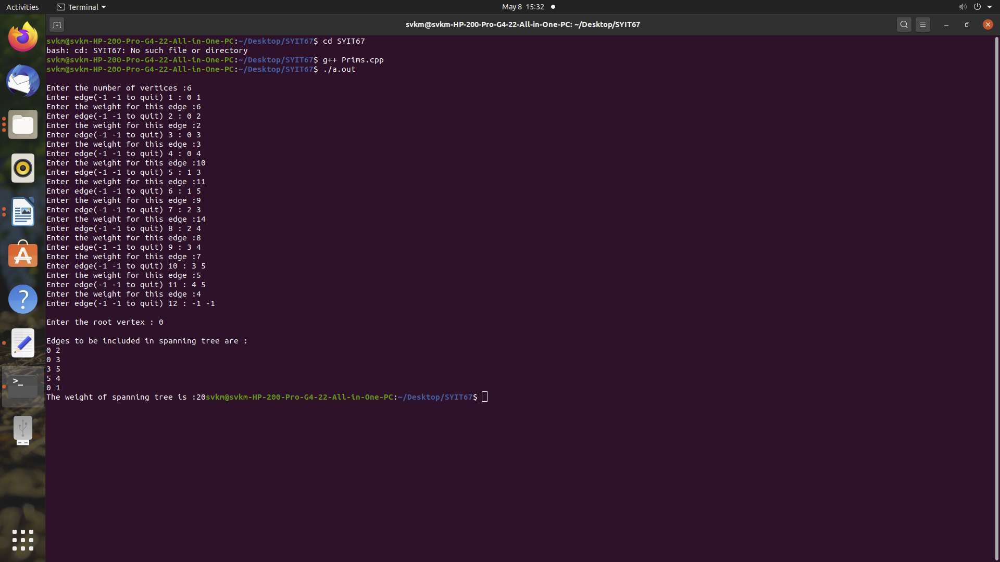 Activities Terminal May 8 15:32
svkm@svkm-HP-200-Pro-G4-22-All-in-One-PC: ~/Desktop/SYIT67
svkm@svkm-HP-200-Pro-G4-22-All-in-One-PC:~/Desktop/SYIT67$ cd SYIT67
bash: cd: SYIT67: No such file or directory
svkm@svkm-HP-200-Pro-G4-22-All-in-One-PC:~/Desktop/SYIT67$ g++ Prims.cpp
svkm@svkm-HP-200-Pro-G4-22-All-in-One-PC:~/Desktop/SYIT67$ ./a.out
Enter the number of vertices :6
Enter edge(-1 -1 to quit) 1 : 0 1
Enter the weight for this edge :6
Enter edge(-1 -1 to quit) 2 : 0 2
Enter the weight for this edge :2
Enter edge(-1 -1 to quit) 3 : 0 3
Enter the weight for this edge :3
Enter edge(-1 -1 to quit) 4 : 0 4
Enter the weight for this edge :10
Enter edge(-1 -1 to quit) 5 : 1 3
Enter the weight for this edge :11
Enter edge(-1 -1 to quit) 6 : 1 5
Enter the weight for this edge :9
Enter edge(-1 -1 to quit) 7 : 2 3
Enter the weight for this edge :14
Enter edge(-1 -1 to quit) 8 : 2 4
Enter the weight for this edge :8
Enter edge(-1 -1 to quit) 9 : 3 4
Enter the weight for this edge :7
Enter edge(-1 -1 to quit) 10 : 3 5
Enter the weight for this edge :5
Enter edge(-1 -1 to quit) 11 : 4 5
Enter the weight for this edge :4
Enter edge(-1 -1 to quit) 12 : -1 -1
Enter the root vertex : 0
Edges to be included in spanning tree are :
0 2
0 3
3 5
5 4
0 1
The weight of spanning tree is :20svkm@svkm-HP-200-Pro-G4-22-All-in-One-PC:~/Desktop/SYIT67$